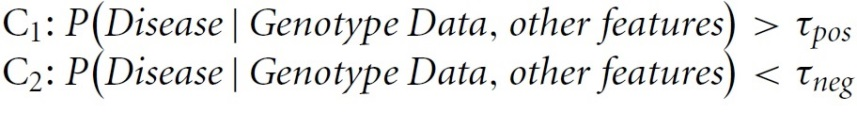 C₁: P(Disease | Genotype Data, other features) > τ_pos
C₂: P(Disease | Genotype Data, other features) < τ_neg